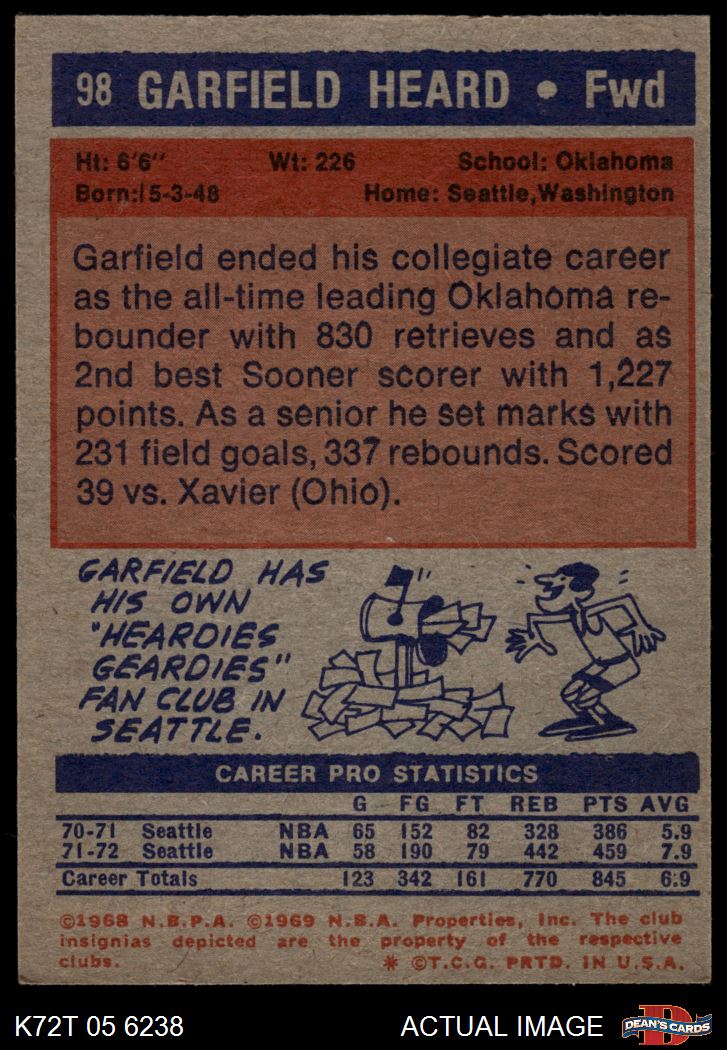 98 GARFIELD HEARD • Fwd
Ht: 6'6" Wt: 226 School: Oklahoma
Born: 5-3-48 Home: Seattle, Washington
Garfield ended his collegiate career
as the all-time leading Oklahoma re-
bounder with 830 retrieves and as
2nd best Sooner scorer with 1,227
points. As a senior he set marks with
231 field goals, 337 rebounds. Scored
39 vs. Xavier (Ohio).
GARFIELD HAS
HIS OWN
"HEARDIES
GEARDIES"
FAN CLUB IN
SEATTLE.
CAREER PRO STATISTICS
G FG FT REB PTS AVG
70-71 Seattle NBA 65 152 82 328 386 5.9
71-72 Seattle NBA 58 190 79 442 459 7.9
Career Totals 123 342 161 770 845 6.9
©1968 N.B.P.A. ©1969 N.B.A. Properties, Inc. The club
insignias depicted are the property of the respective
clubs. * ©T.C.G. PRTD. IN U.S.A.
K72T 05 6238 ACTUAL IMAGE D DEAN'S CARDS